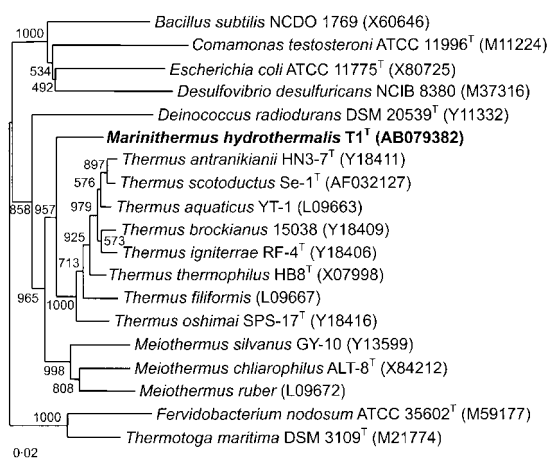 1000
Bacillus subtilis NCDO 1769 (X60646)
Comamonas testosteroni ATCC 11996T (M11224)
534
Escherichia coli ATCC 11775T (X80725)
492
Desulfovibrio desulfuricans NCIB 8380 (M37316)
Deinococcus radiodurans DSM 20539T (Y11332)
Marinithermus hydrothermalis T1T (AB079382)
897
Thermus antranikianii HN3-7T (Y18411)
576
Thermus scotoductus Se-1T (AF032127)
858
957
979
Thermus aquaticus YT-1 (L09663)
Thermus brockianus 15038 (Y18409)
925
573
Thermus igniterrae RF-4T (Y18406)
713
Thermus thermophilus HB8T (X07998)
965
1000
Thermus filiformis (L09667)
Thermus oshimai SPS-17T (Y18416)
Meiothermus silvanus GY-10 (Y13599)
998
Meiothermus chliarophilus ALT-8T (X84212)
808
Meiothermus ruber (L09672)
1000
Fervidobacterium nodosum ATCC 35602T (M59177)
Thermotoga maritima DSM 3109T (M21774)
0·02